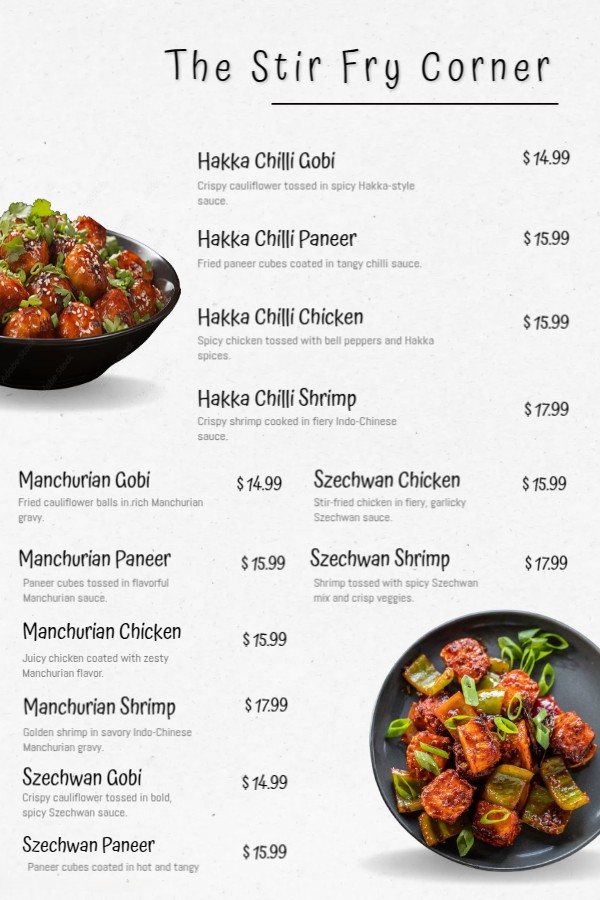 The Stir Fry Corner
Hakka Chilli Gobi $ 14.99
Crispy cauliflower tossed in spicy Hakka-style
sauce.
Hakka Chilli Paneer $ 15.99
Fried paneer cubes coated in tangy chilli sauce.
Hakka Chilli Chicken $ 15.99
Spicy chicken tossed with bell peppers and Hakka
spices.
Hakka Chilli Shrimp $ 17.99
Crispy shrimp cooked in fiery Indo-Chinese
sauce.
Manchurian Gobi $ 14.99
Fried cauliflower balls in rich Manchurian
gravy.
Manchurian Paneer $ 15.99
Paneer cubes tossed in flavorful
Manchurian sauce.
Manchurian Chicken $ 15.99
Juicy chicken coated with zesty
Manchurian flavor.
Manchurian Shrimp $ 17.99
Golden shrimp in savory Indo-Chinese
Manchurian gravy.
Szechwan Gobi $ 14.99
Crispy cauliflower tossed in bold,
spicy Szechwan sauce.
Szechwan Paneer $ 15.99
Paneer cubes coated in hot and tangy
Szechwan Chicken $ 15.99
Stir-fried chicken in fiery, garlicky
Szechwan sauce.
Szechwan Shrimp $ 17.99
Shrimp tossed with spicy Szechwan
mix and crisp veggies.